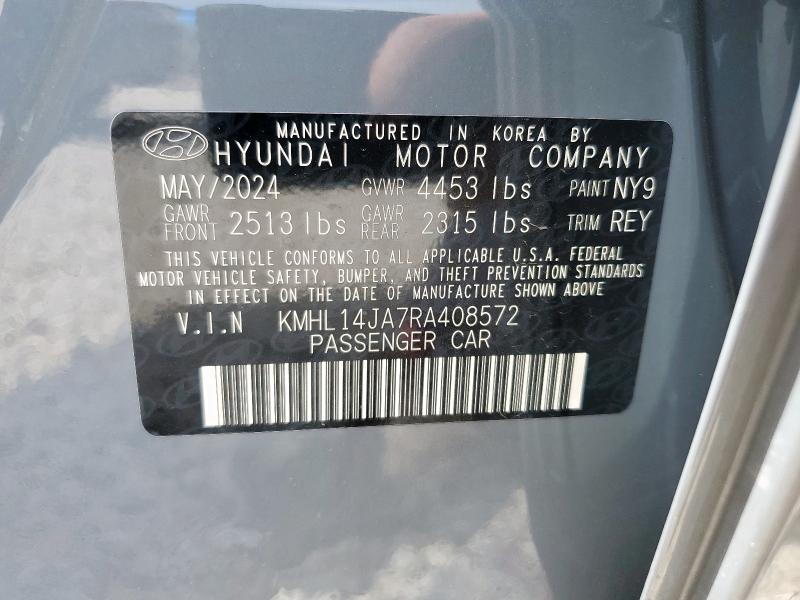 MANUFACTURED IN KOREA BY
HYUNDAI MOTOR COMPANY
MAY/2024 GVWR 4453 lbs PAINT NY9
GAWR FRONT 2513 lbs GAWR REAR 2315 lbs TRIM REY
THIS VEHICLE CONFORMS TO ALL APPLICABLE U.S.A. FEDERAL
MOTOR VEHICLE SAFETY, BUMPER, AND THEFT PREVENTION STANDARDS
IN EFFECT ON THE DATE OF MANUFACTURE SHOWN ABOVE
V.I.N KMHL14JA7RA408572
PASSENGER CAR